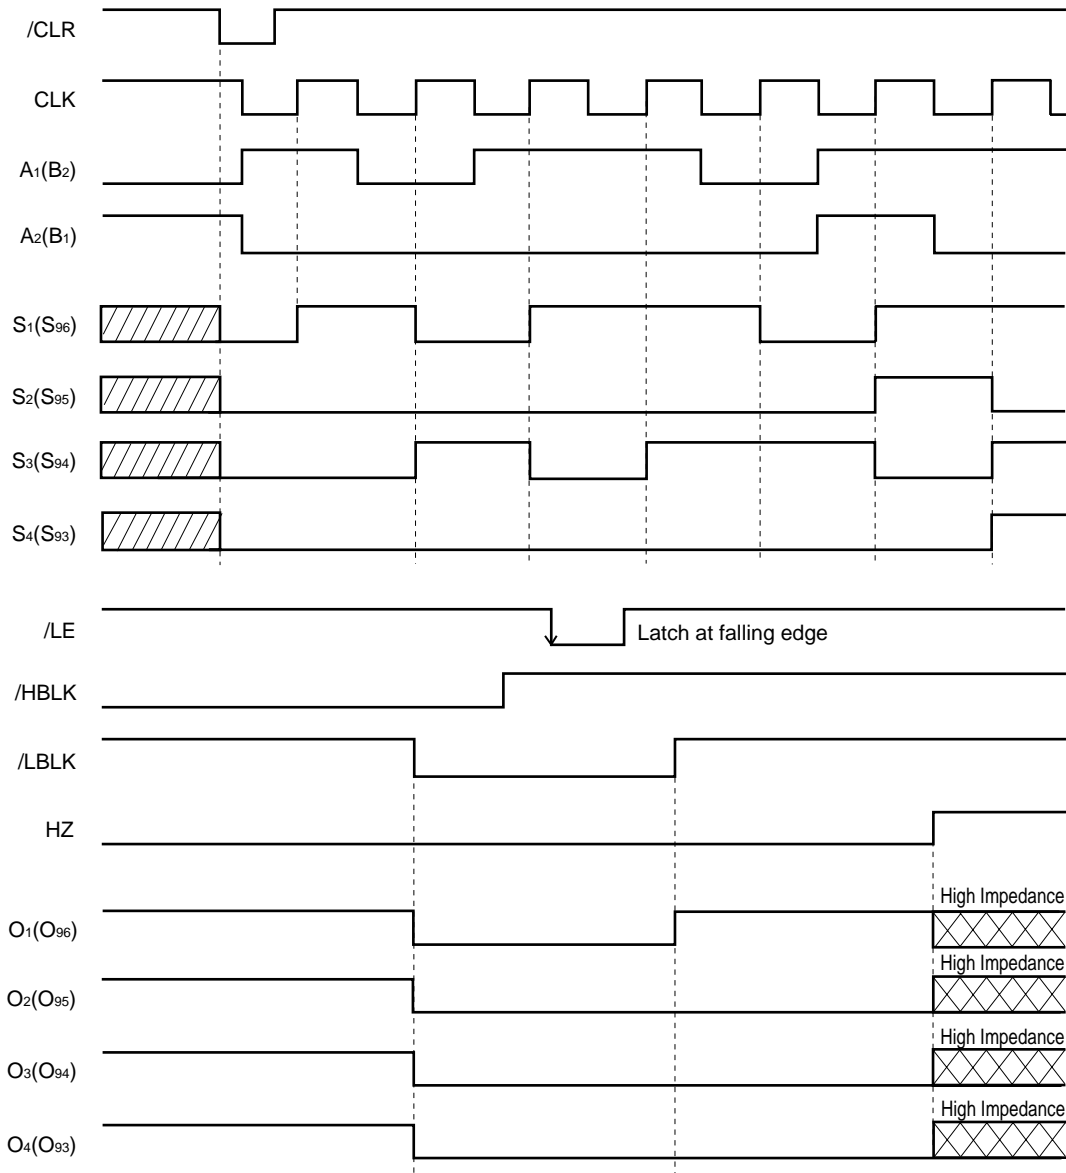 /CLR
CLK
A1(B2)
A2(B1)
S1(S96)
S2(S95)
S3(S94)
S4(S93)
/LE
Latch at falling edge
/HBLK
/LBLK
HZ
High Impedance
O1(O96)
High Impedance
O2(O95)
High Impedance
O3(O94)
High Impedance
O4(O93)